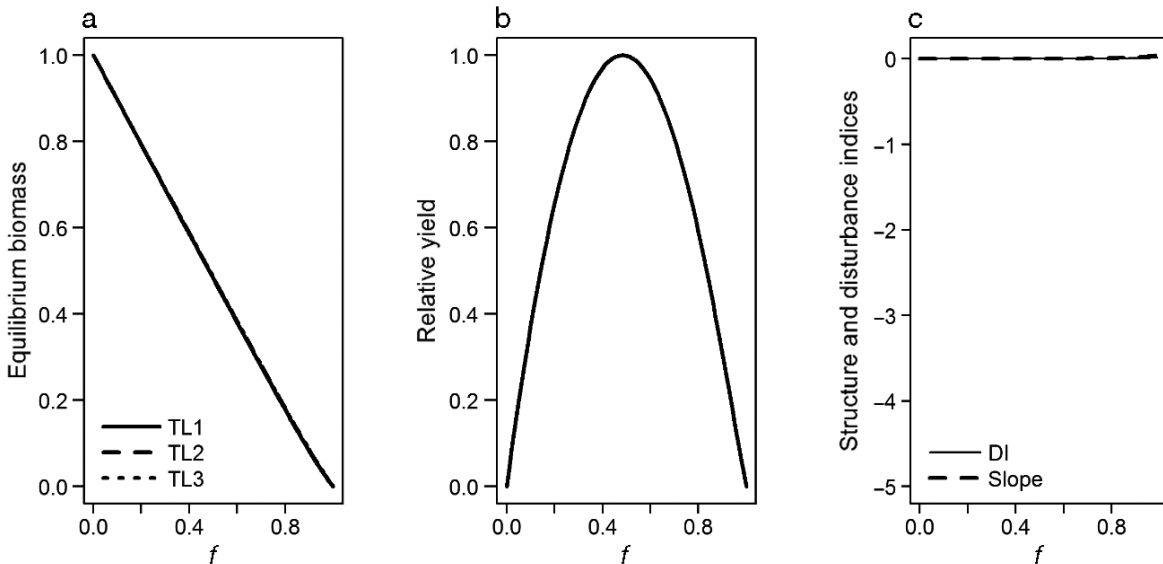 a
Equilibrium biomass
1.0
0.8
0.6
0.4
0.2
0.0
TL1
TL2
TL3
0.0 0.4 0.8
f
b
Relative yield
1.0
0.8
0.6
0.4
0.2
0.0
0.0 0.4 0.8
f
c
Structure and disturbance indices
0
−1
−2
−3
−4
−5
DI
Slope
0.0 0.4 0.8
f